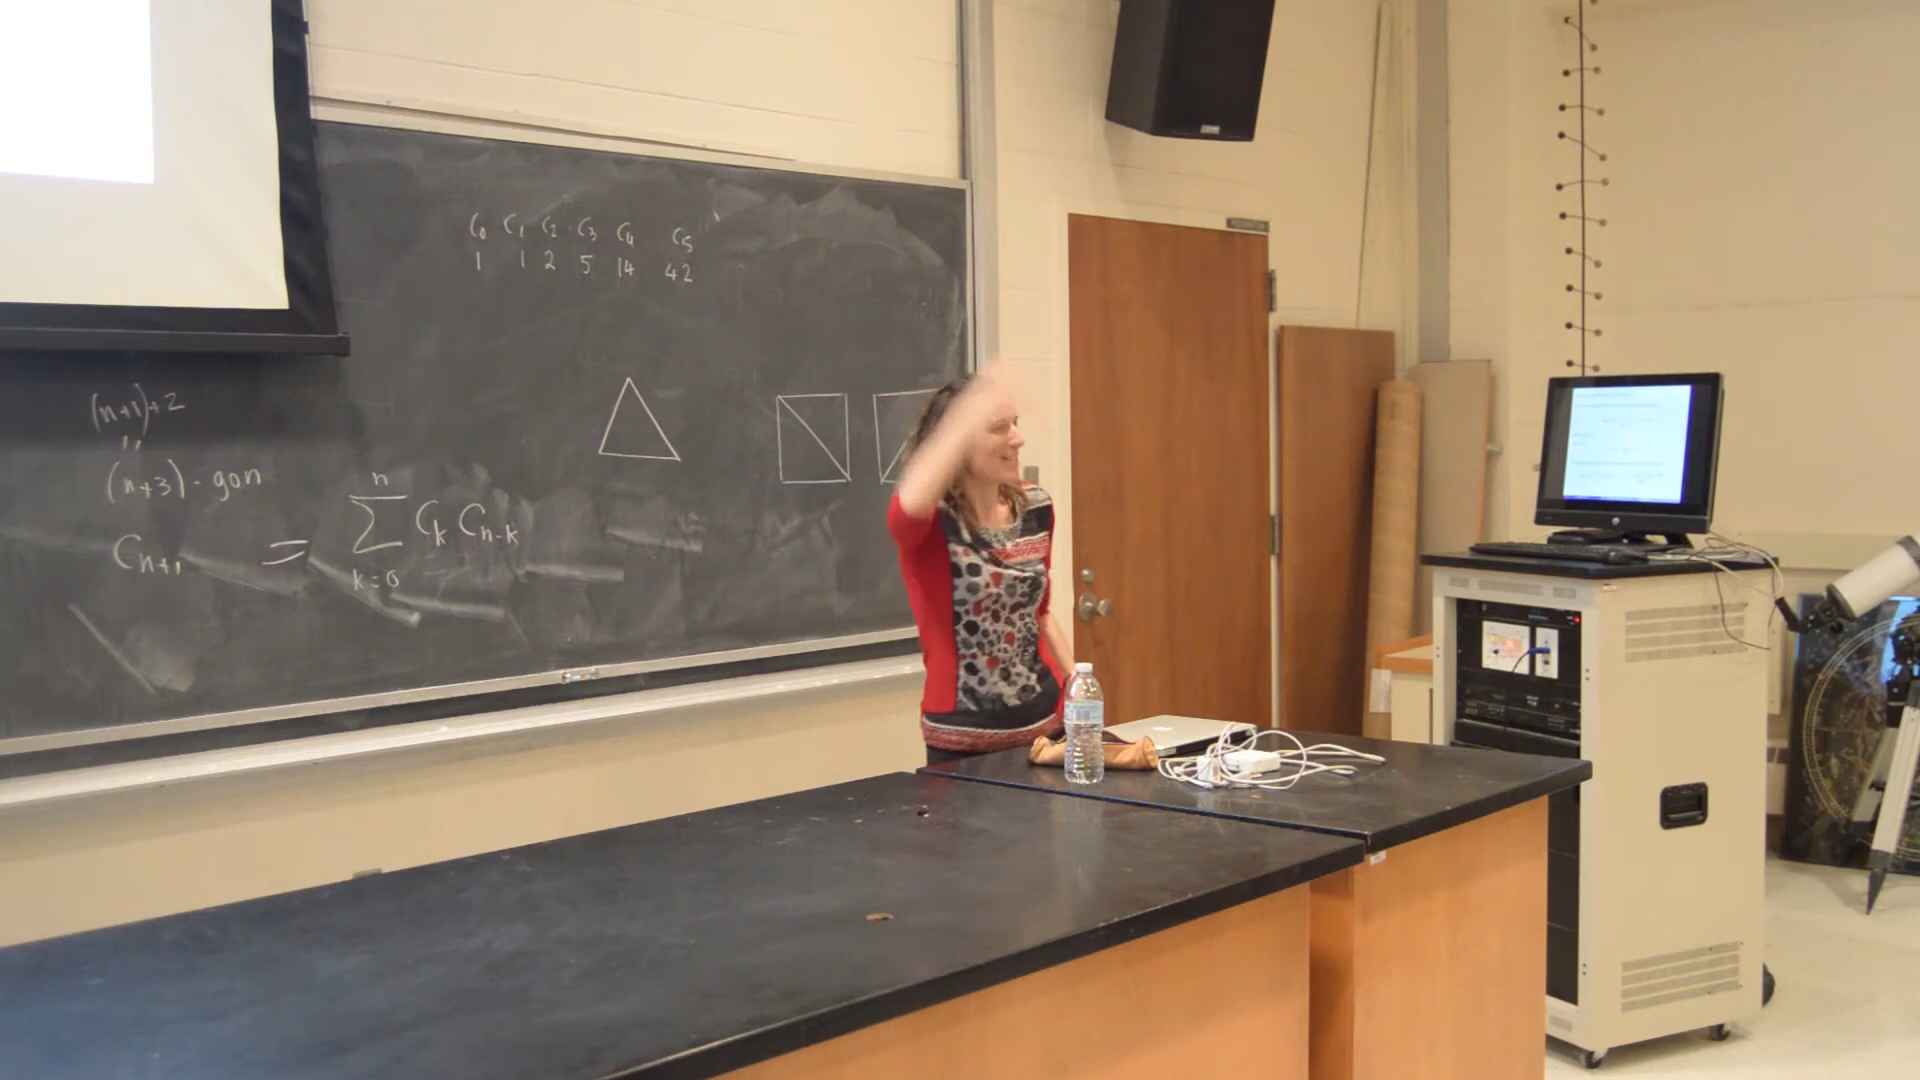 C₀ C₁ C₂ C₃ C₄ C₅
1 1 2 5 14 42
(n+1)+2
"
(n+3)-gon
Cₙ₊₁ = ∑ₖ₌₀ⁿ Cₖ Cₙ₋ₖ